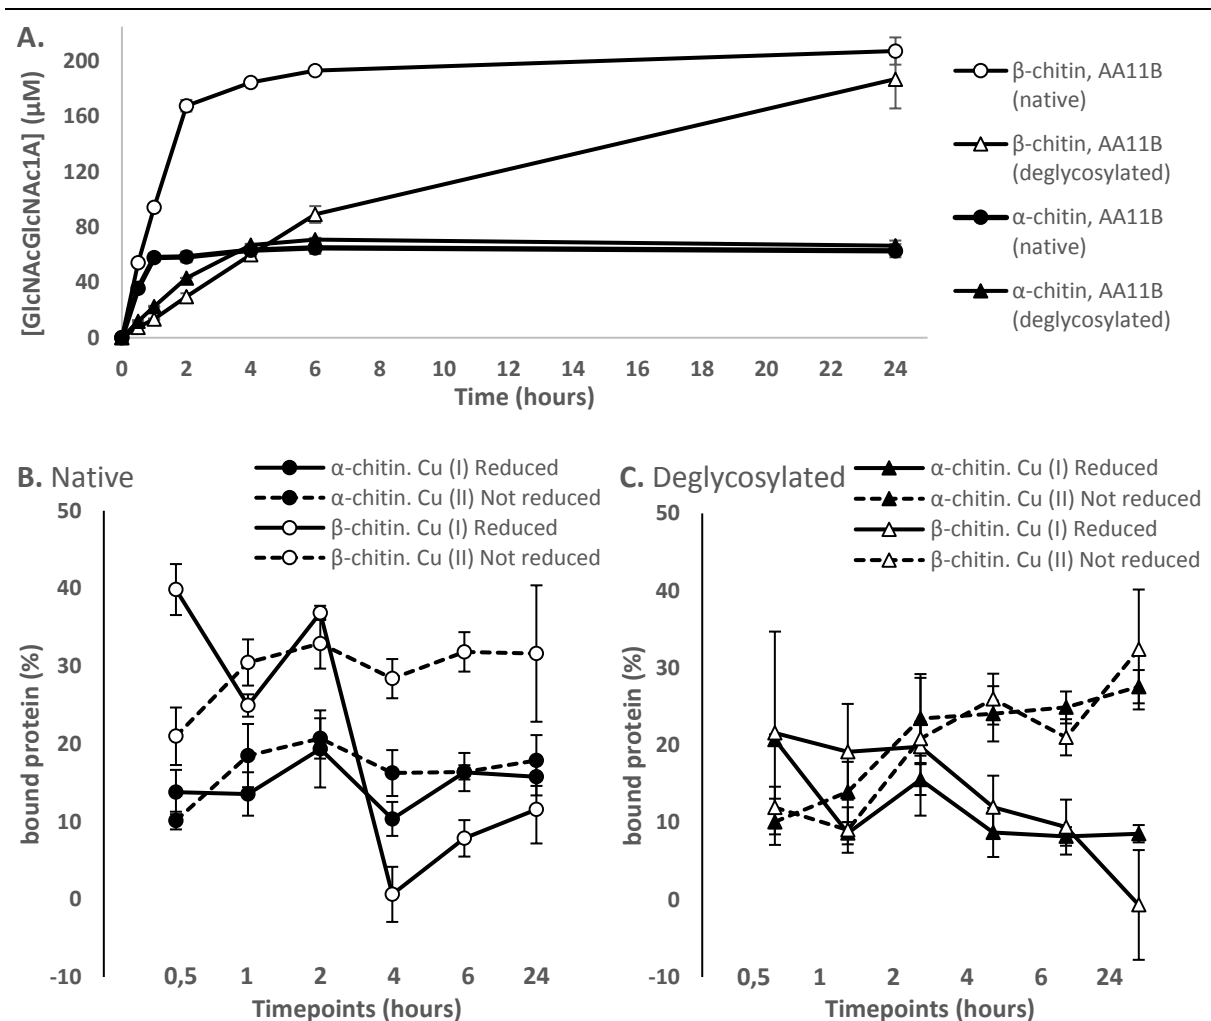 A.
[GlcNAcGlcNAc1A] (μM)
200
160
120
80
40
0
0 2 4 6 8 10 12 14 16 18 20 22 24
Time (hours)
β-chitin, AA11B
(native)
β-chitin, AA11B
(deglycosylated)
α-chitin, AA11B
(native)
α-chitin, AA11B
(deglycosylated)
B. Native
α-chitin. Cu (I) Reduced
α-chitin. Cu (II) Not reduced
β-chitin. Cu (I) Reduced
β-chitin. Cu (II) Not reduced
bound protein (%)
50
40
30
20
10
0
-10
0,5 1 2 4 6 24
Timepoints (hours)
C. Deglycosylated
α-chitin. Cu (I) Reduced
α-chitin. Cu (II) Not reduced
β-chitin. Cu (I) Reduced
β-chitin. Cu (II) Not reduced
bound protein (%)
50
40
30
20
10
0
-10
0,5 1 2 4 6 24
Timepoints (hours)